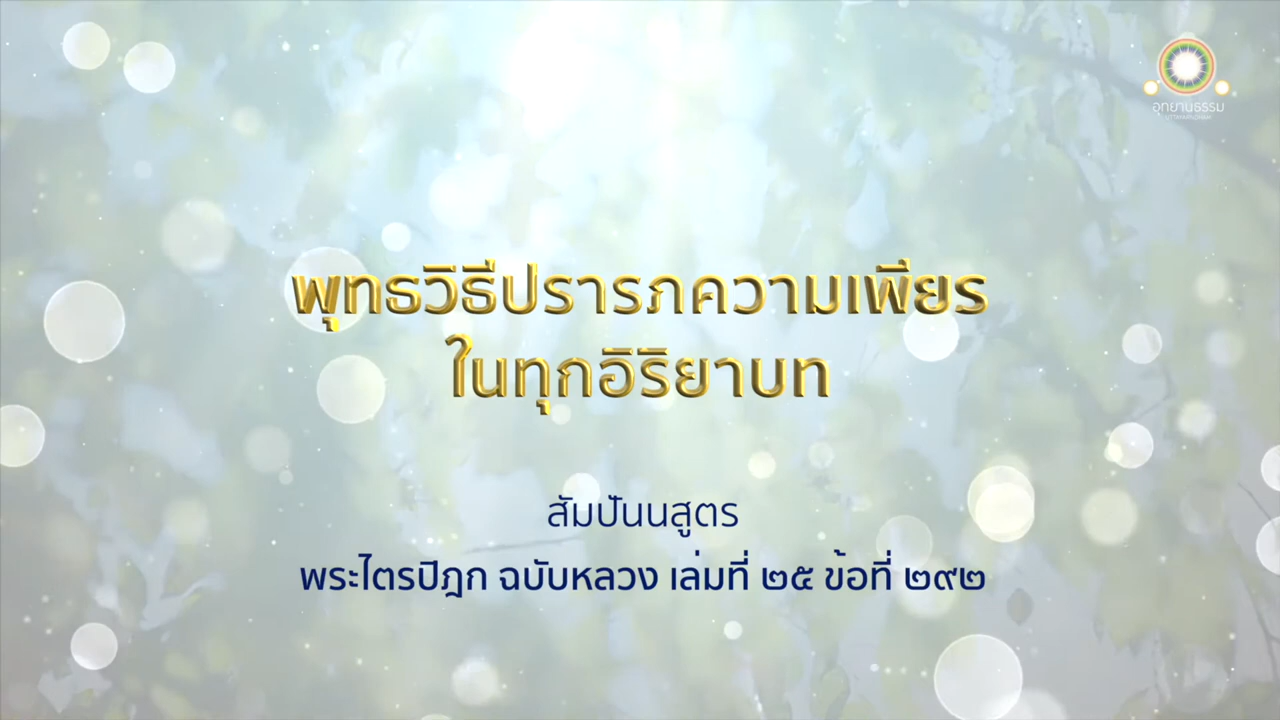 อุทยานธรรม
UTTAYARNDHAM
พุทธวิธีปรารภความเพียร
ในทุกอิริยาบท
สัมปันนสูตร
พระไตรปิฎก ฉบับหลวง เล่มที่ ๒๕ ข้อที่ ๒๙๒